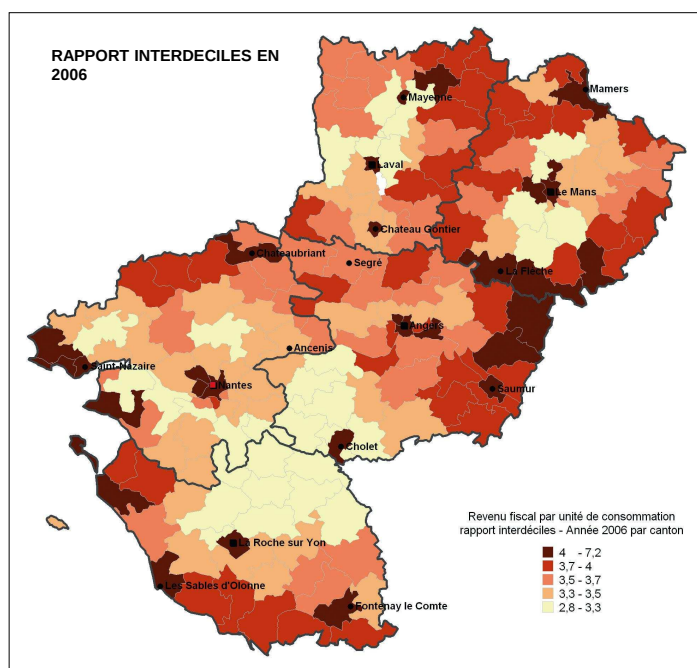 RAPPORT INTERDECILES EN
2006
Mamers
Mayenne
Laval
Le Mans
Chateau Gontier
Chateaubriant
Segré
La Flèche
Angers
Ancenis
Saint-Nazaire
Nantes
Saumur
Cholet
La Roche sur Yon
Les Sables d'Olonne
Fontenay le Comte
Revenu fiscal par unité de consommation
rapport interdéciles - Année 2006 par canton
4 - 7,2
3,7 - 4
3,5 - 3,7
3,3 - 3,5
2,8 - 3,3